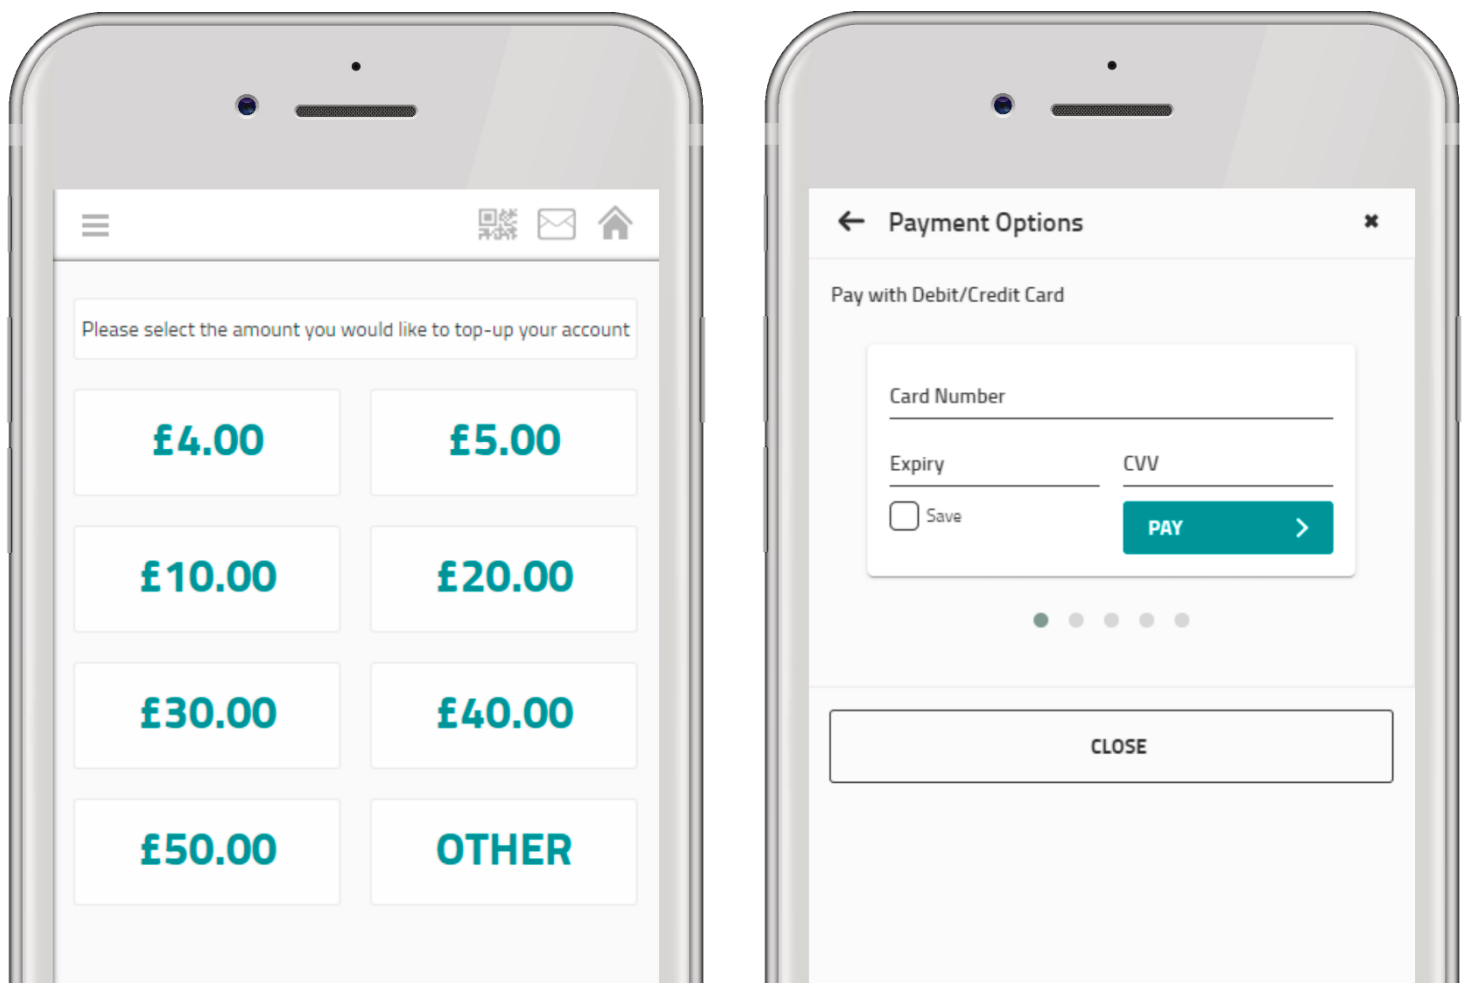 Please select the amount you would like to top-up your account
£4.00
£5.00
£10.00
£20.00
£30.00
£40.00
£50.00
OTHER
Payment Options
Pay with Debit/Credit Card
Card Number
Expiry
CVV
Save
PAY
CLOSE